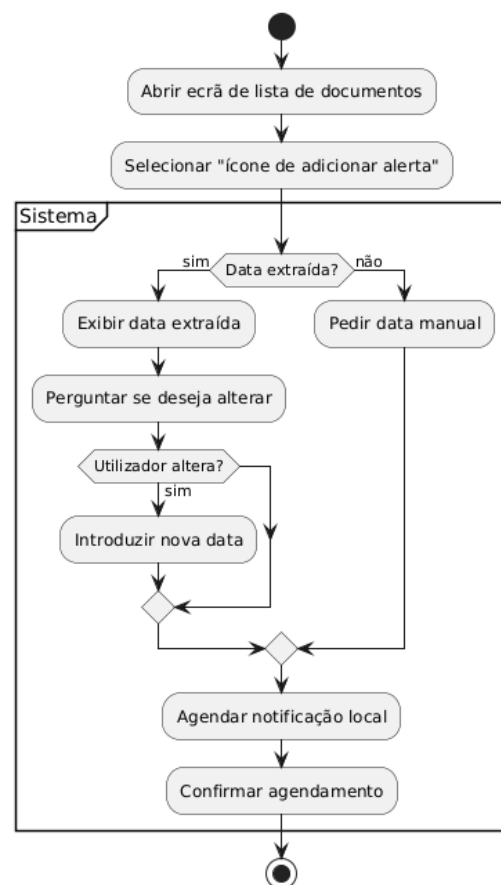 Abrir ecrã de lista de documentos
Selecionar "ícone de adicionar alerta"
Sistema
sim
Data extraída?
não
Exibir data extraída
Pedir data manual
Perguntar se deseja alterar
Utilizador altera?
sim
Introduzir nova data
Agendar notificação local
Confirmar agendamento